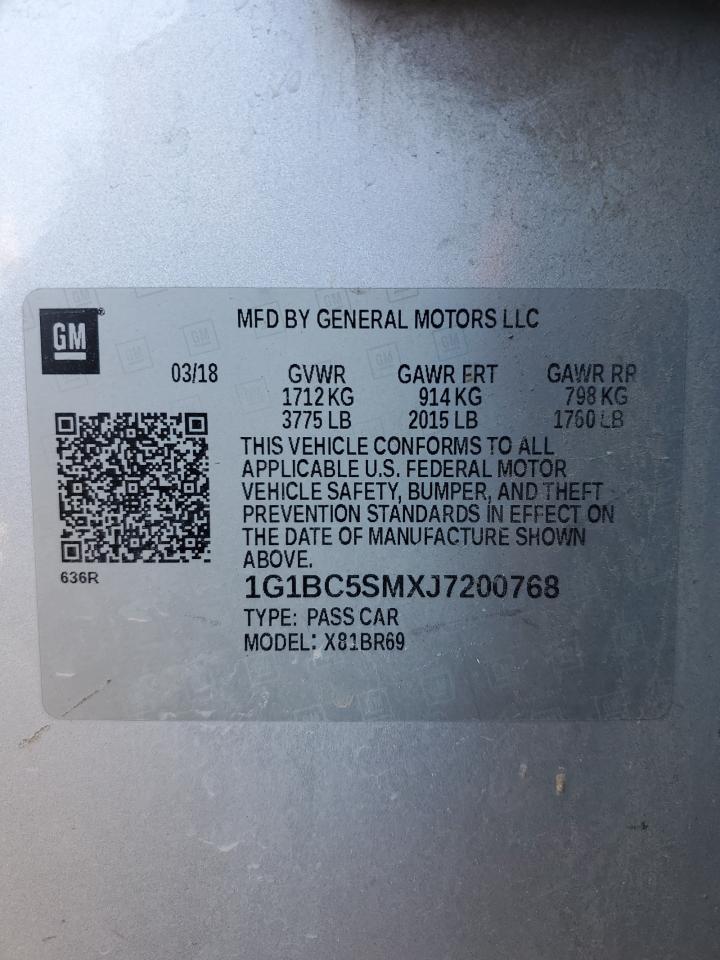 GM
MFD BY GENERAL MOTORS LLC
03/18 GVWR GAWR FRT GAWR RR
1712 KG 914 KG 798 KG
3775 LB 2015 LB 1760 LB
THIS VEHICLE CONFORMS TO ALL
APPLICABLE U.S. FEDERAL MOTOR
VEHICLE SAFETY, BUMPER, AND THEFT
PREVENTION STANDARDS IN EFFECT ON
THE DATE OF MANUFACTURE SHOWN
ABOVE.
636R
1G1BC5SMXJ7200768
TYPE: PASS CAR
MODEL: X81BR69